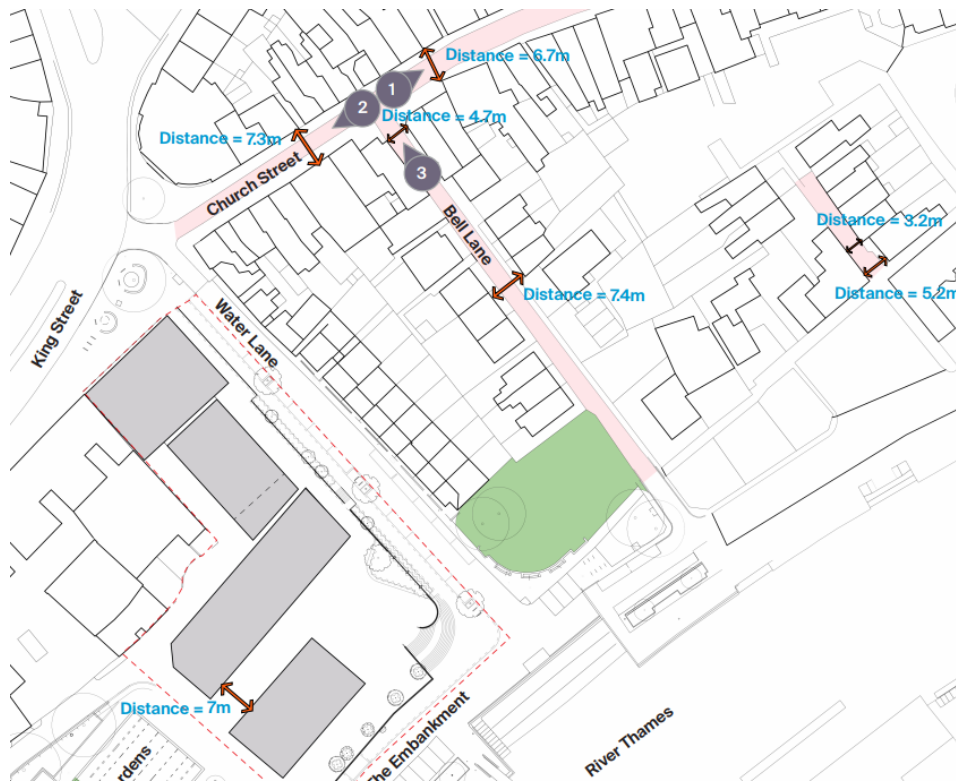 Distance = 6.7m
1
2
Distance = 4.7m
Distance = 7.3m
3
Church Street
Bell Lane
Distance = 3.2m
Distance = 5.2m
Distance = 7.4m
Water Lane
King Street
Distance = 7m
The Embankment
River Thames
rdens